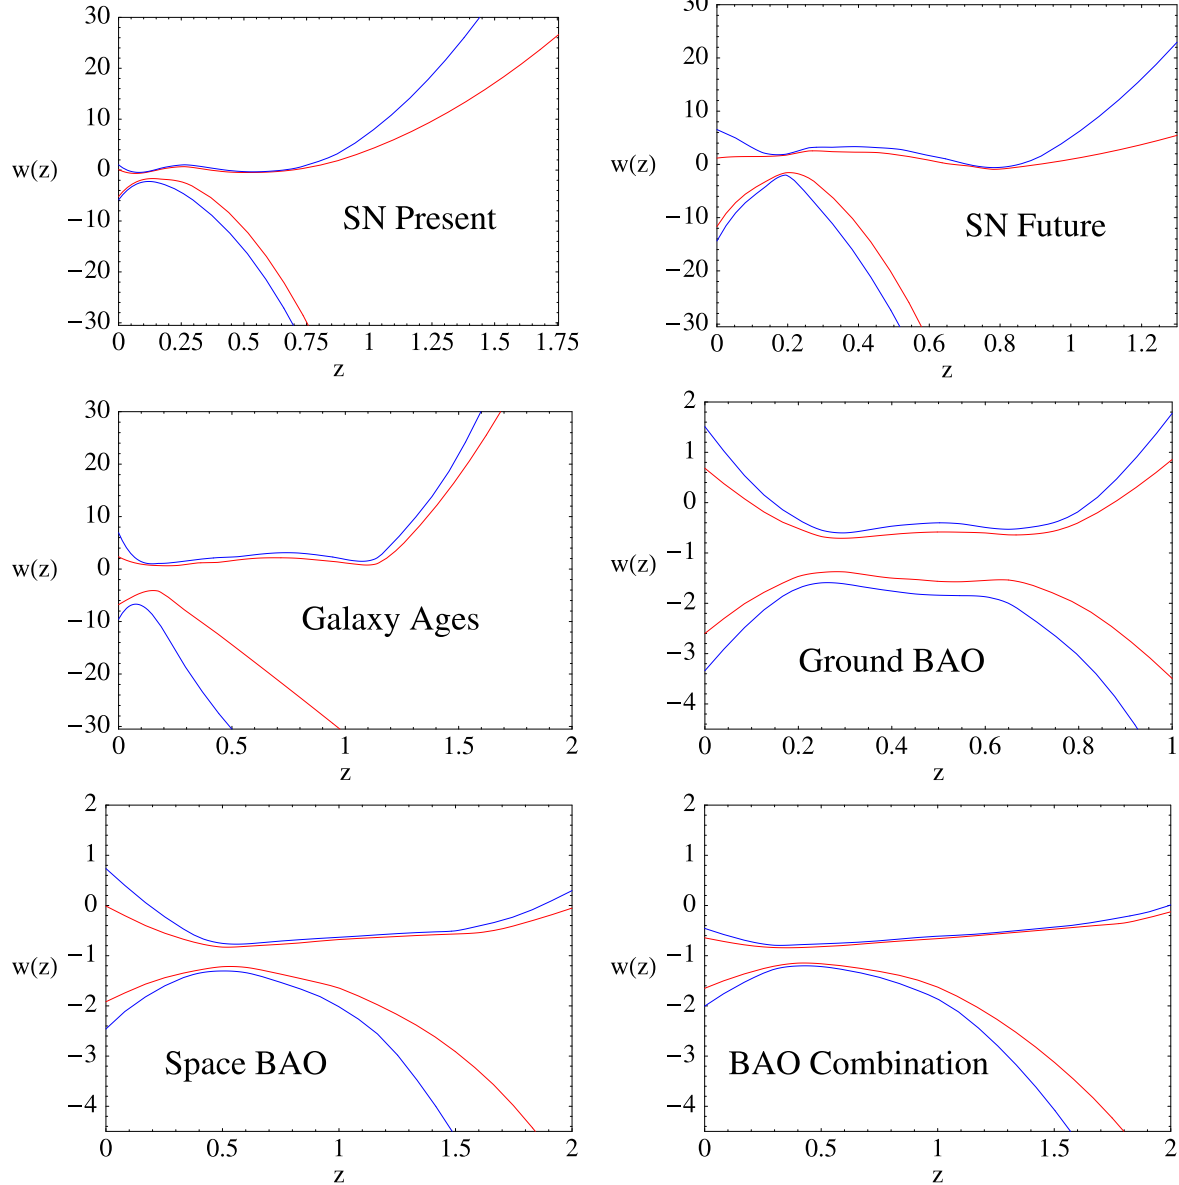 30
20
10
0
−10
−20
−30
w(z)
SN Present
0 0.25 0.5 0.75 1 1.25 1.5 1.75
z
30
20
10
0
−10
−20
−30
w(z)
SN Future
0 0.2 0.4 0.6 0.8 1 1.2
z
30
20
10
0
−10
−20
−30
w(z)
Galaxy Ages
0 0.5 1 1.5 2
z
2
1
0
−1
−2
−3
−4
w(z)
Ground BAO
0 0.2 0.4 0.6 0.8 1
z
2
1
0
−1
−2
−3
−4
w(z)
Space BAO
0 0.5 1 1.5 2
z
2
1
0
−1
−2
−3
−4
w(z)
BAO Combination
0 0.5 1 1.5 2
z